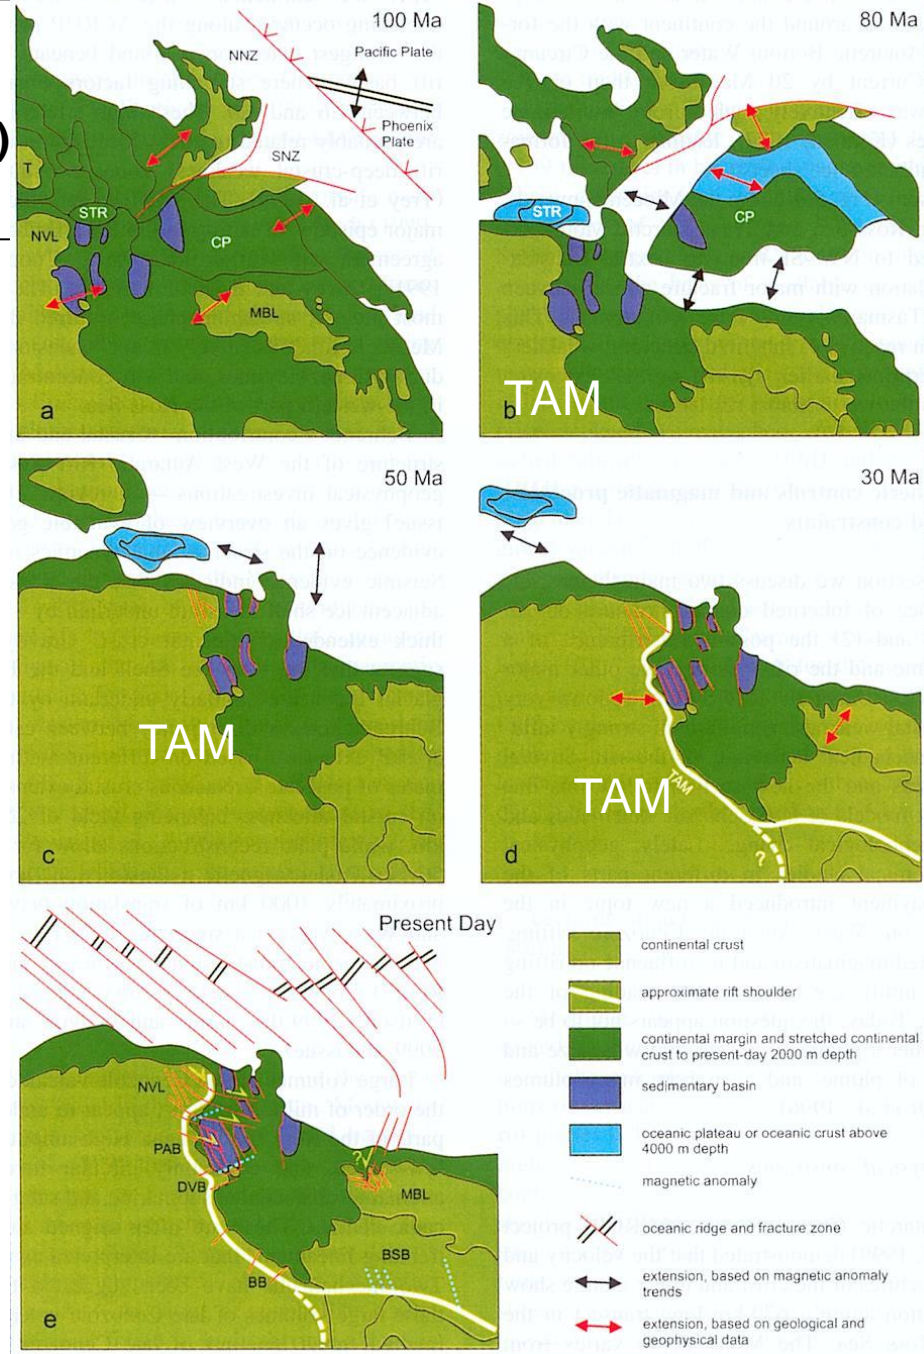 )
100 Ma
NNZ
Pacific Plate
Phoenix
Plate
SNZ
T
STR
NVL
CP
MBL
a
80 Ma
STR
CP
TAM
b
50 Ma
TAM
c
30 Ma
TAM
TAM
?
d
Present Day
NVL
PAB
DVB
?
MBL
BSB
BB
e
continental crust
approximate rift shoulder
continental margin and stretched continental
crust to present-day 2000 m depth
sedimentary basin
oceanic plateau or oceanic crust above
4000 m depth
magnetic anomaly
oceanic ridge and fracture zone
extension, based on magnetic anomaly
trends
extension, based on geological and
geophysical data